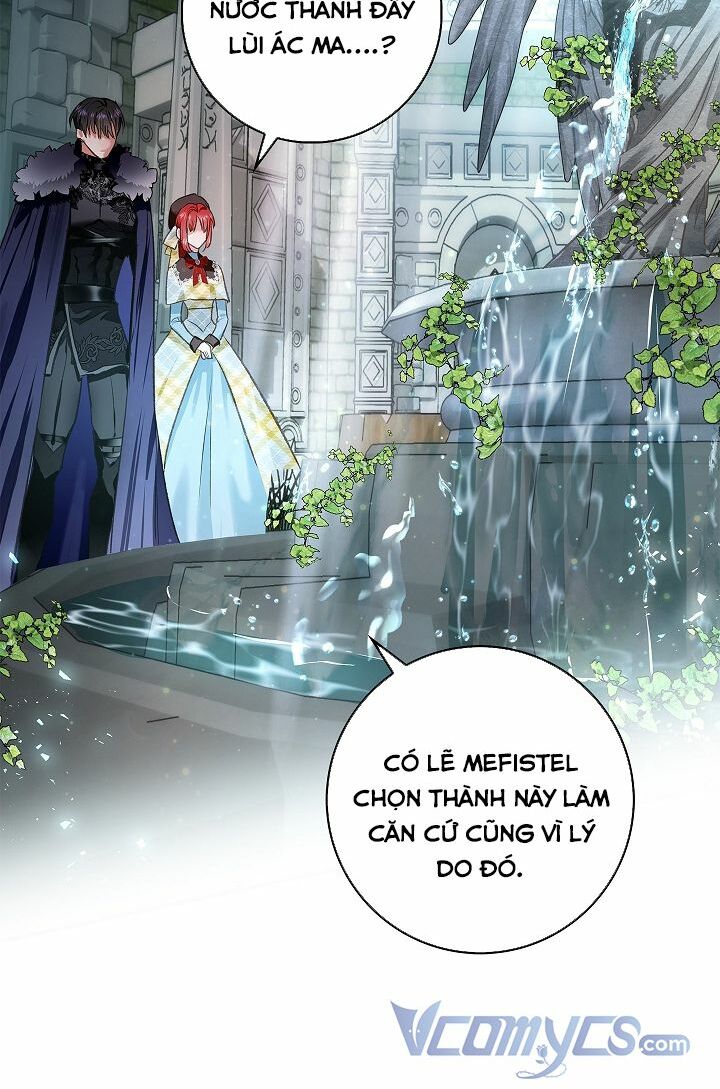 NƯỚC THÁNH ĐẨY
LÙI ÁC MA....?
CÓ LẼ MEFISTEL
CHỌN THÀNH NÀY LÀM
CĂN CỨ CŨNG VÌ LÝ
DO ĐÓ.
VCOMYCS.com